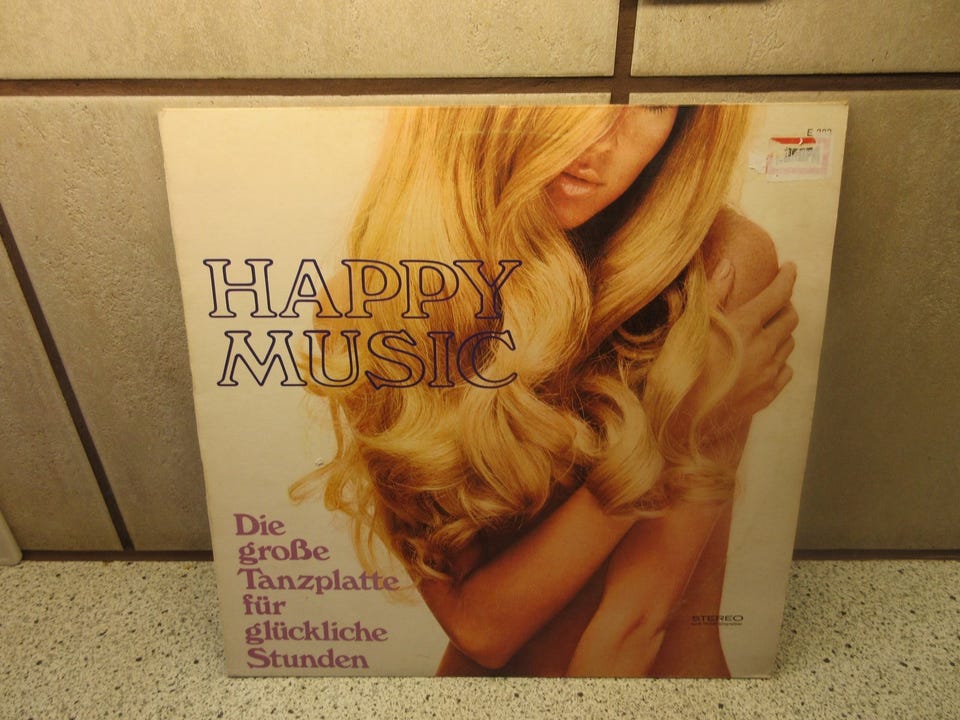 HAPPY
MUSIC
Die
große
Tanzplatte
für
glückliche
Stunden
STEREO